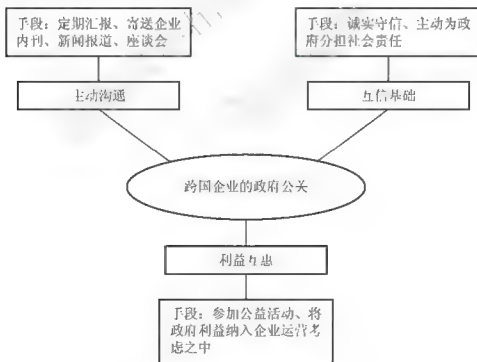 手段：定期汇报、寄送企业
内刊、新闻报道、座谈会
手段：诚实守信、主动为政
府分担社会责任
主动沟通
互信基础
跨国企业的政府公关
利益互惠
手段：参加公益活动、将
政府利益纳入企业运营考
虑之中